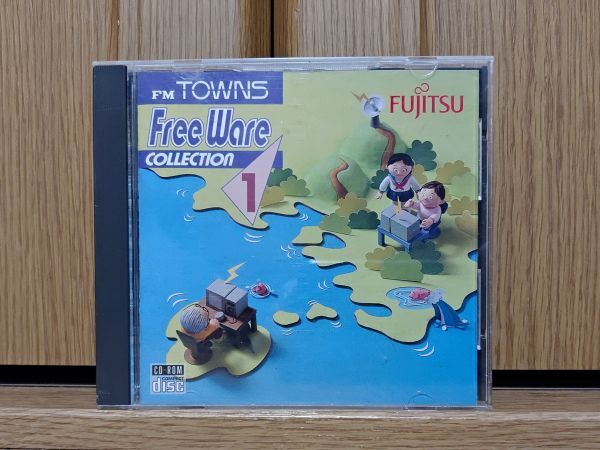 FM TOWNS
FUJITSU
Free Ware
COLLECTION
1
CD-ROM
COMPACT
disc